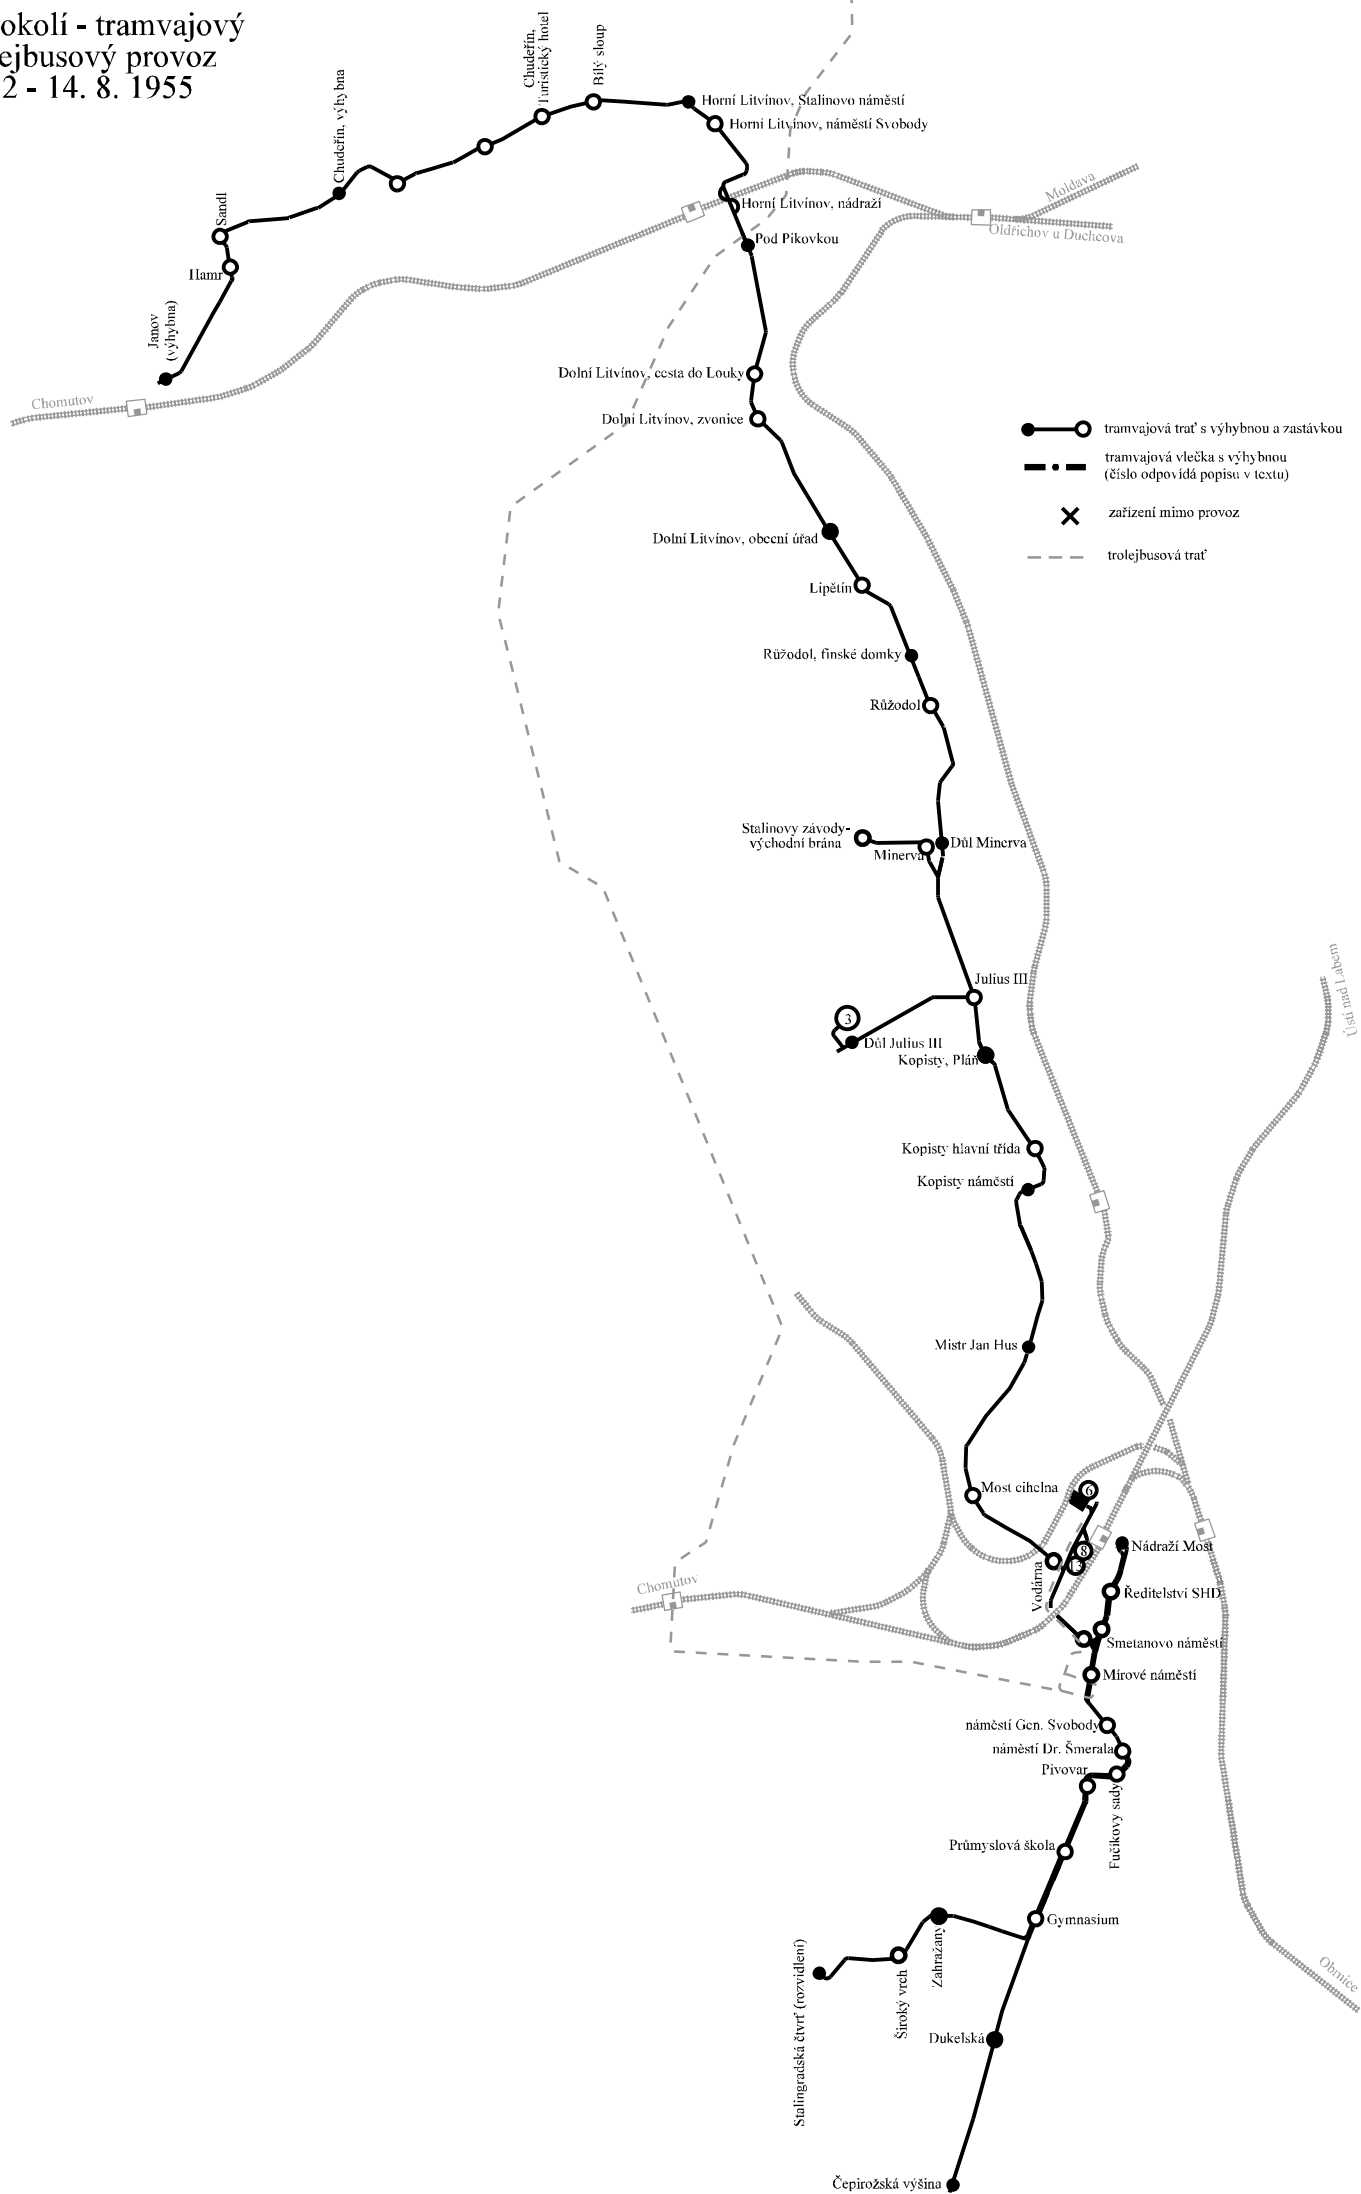 okolí - tramvajový
ejbusový provoz
2 - 14. 8. 1955
Chudeřín,
Turistický hotel
Bílý sloup
Chudeřín, výhybna
Horní Litvínov, Stalinovo náměstí
Horní Litvínov, náměstí Svobody
Sandl
Horní Litvínov, nádraží
Moldava
Oldřichov u Duchcova
Pod Pikovkou
Hamr
Janov
(výhybna)
Chomutov
Dolní Litvínov, cesta do Louky
Dolní Litvínov, zvonice
tramvajová trať s výhybnou a zastávkou
tramvajová vlečka s výhybnou
(číslo odpovídá popisu v textu)
zařízení mimo provoz
trolejbusová trať
Dolní Litvínov, obecní úřad
Lipětín
Růžodol, finské domky
Růžodol
Stalinovy závody-
východní brána
Minerva
Důl Minerva
Julius III
3
Důl Julius III
Kopisty, Pláň
Ústí nad Labem
Kopisty hlavní třída
Kopisty náměstí
Mistr Jan Hus
Most cihelna
6
8
13
Vodárna
Nádraží Most
Chomutov
Ředitelství SHD
Smetanovo náměstí
Mírové náměstí
náměstí Gen. Svobody
náměstí Dr. Šmerala
Pivovar
Fučíkovy sady
Průmyslová škola
Gymnasium
Zahražany
Široký vrch
Stalingradská čtvrť (rozvidlení)
Obrnice
Dukelská
Čepirožská výšina